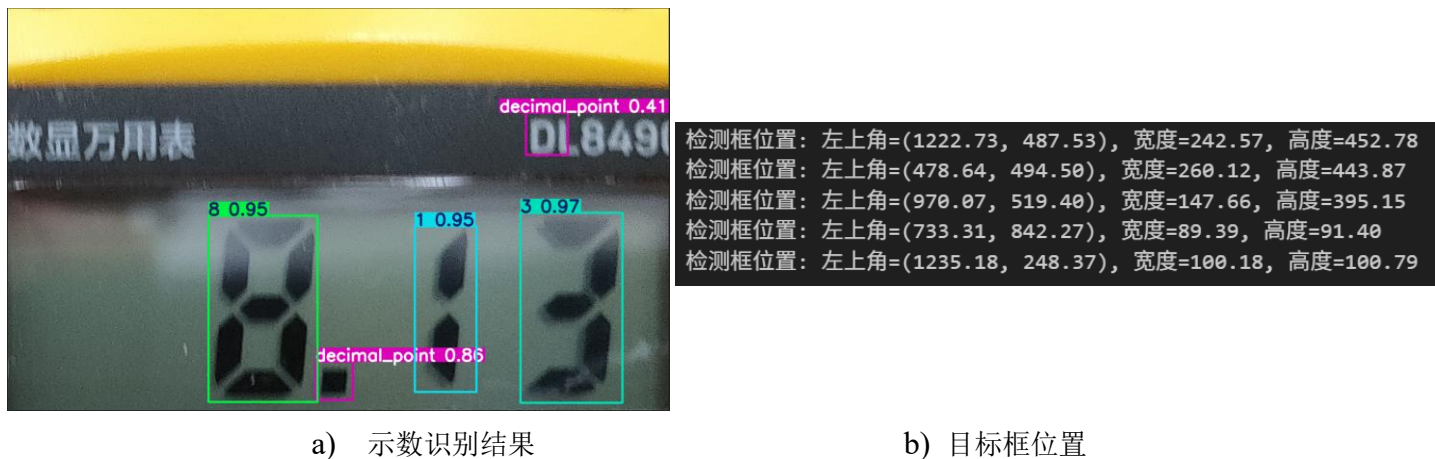 decimal_point 0.41
数显万用表 DL8490
8 0.95 1 0.95 3 0.97
8.13
decimal_point 0.86
检测框位置: 左上角=(1222.73, 487.53), 宽度=242.57, 高度=452.78
检测框位置: 左上角=(478.64, 494.50), 宽度=260.12, 高度=443.87
检测框位置: 左上角=(970.07, 519.40), 宽度=147.66, 高度=395.15
检测框位置: 左上角=(733.31, 842.27), 宽度=89.39, 高度=91.40
检测框位置: 左上角=(1235.18, 248.37), 宽度=100.18, 高度=100.79
a) 示数识别结果 b) 目标框位置